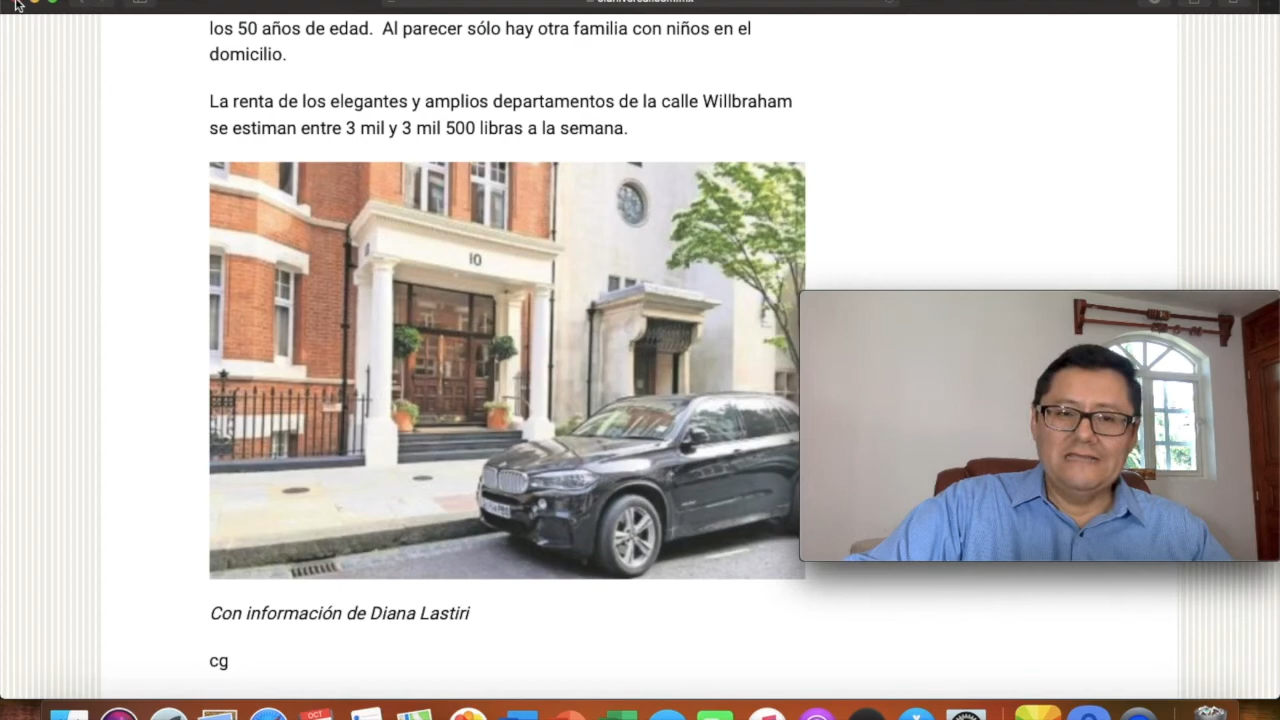 los 50 años de edad.  Al parecer sólo hay otra familia con niños en el
domicilio.
La renta de los elegantes y amplios departamentos de la calle Willbraham
se estiman entre 3 mil y 3 mil 500 libras a la semana.
10
Con información de Diana Lastiri
cg
OCT